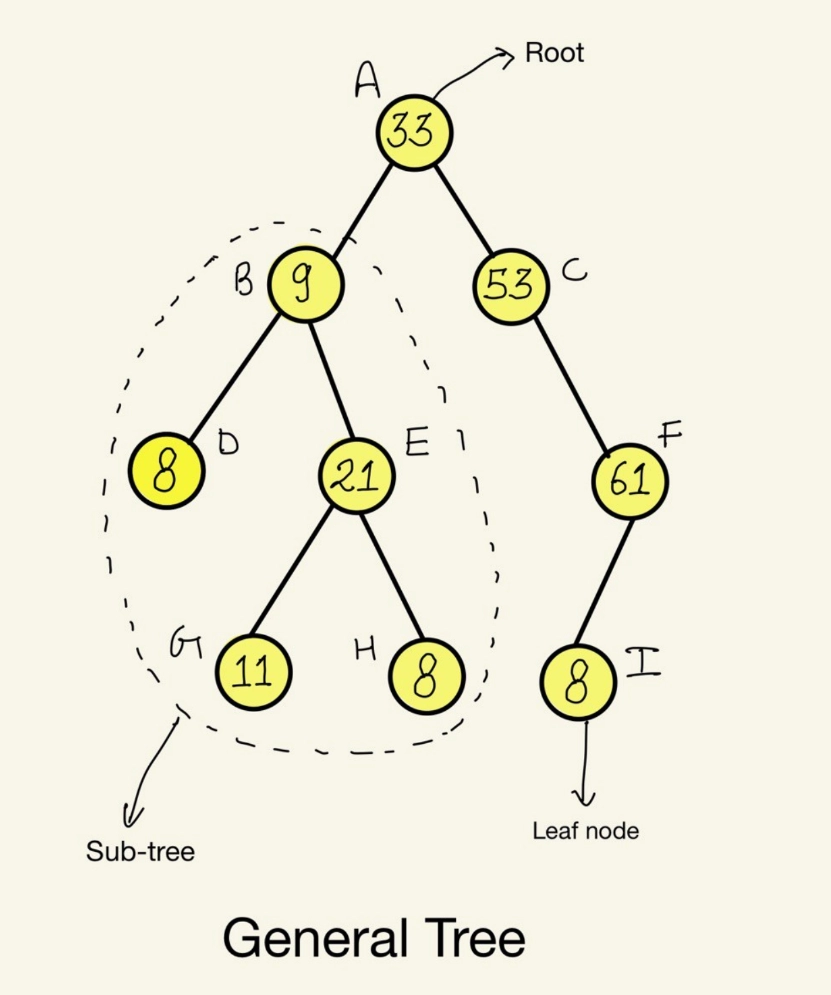 A
Root
33
B
9
53
C
8
D
21
E
61
F
G
11
H
8
8
I
Sub-tree
Leaf node
General Tree